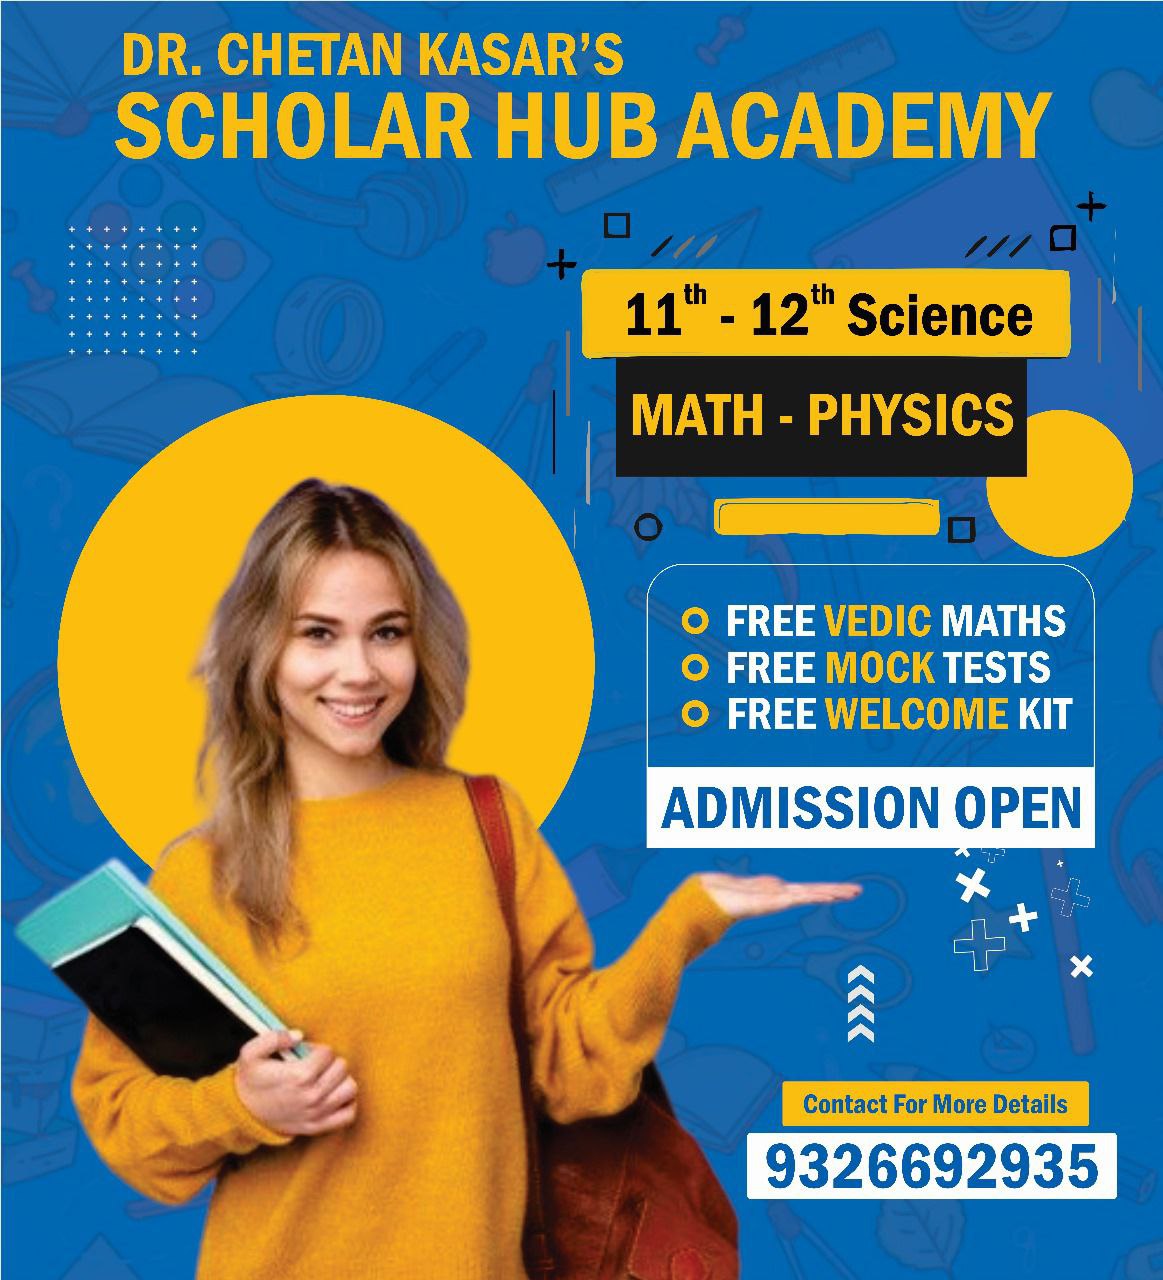 DR. CHETAN KASAR'S
SCHOLAR HUB ACADEMY
11th - 12th Science
MATH - PHYSICS
FREE VEDIC MATHS
FREE MOCK TESTS
FREE WELCOME KIT
ADMISSION OPEN
Contact For More Details
9326692935